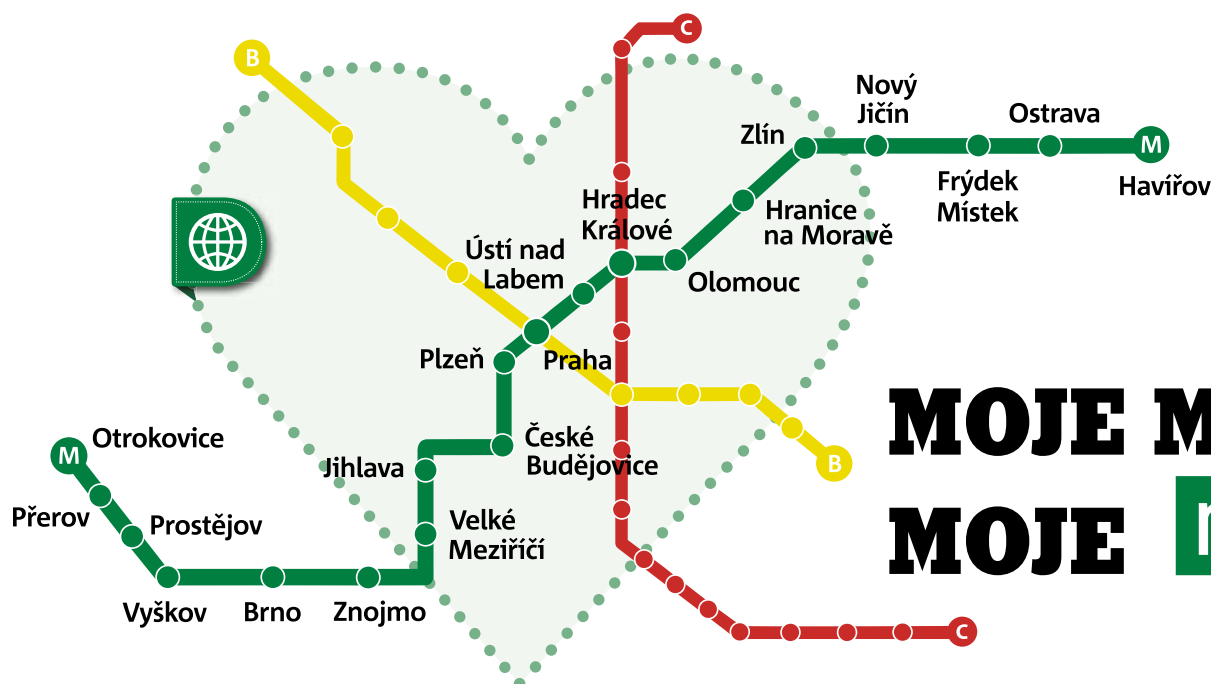 C
B
Nový
Jičín
Ostrava
Zlín
M
Havířov
Frýdek
Místek
Hradec
Králové
Hranice
na Moravě
Ústí nad
Labem
Olomouc
Plzeň
Praha
MOJE M
Otrokovice
M
České
Budějovice
Jihlava
B
Přerov
Prostějov
Velké
Meziříčí
MOJE
Vyškov
Brno
Znojmo
C